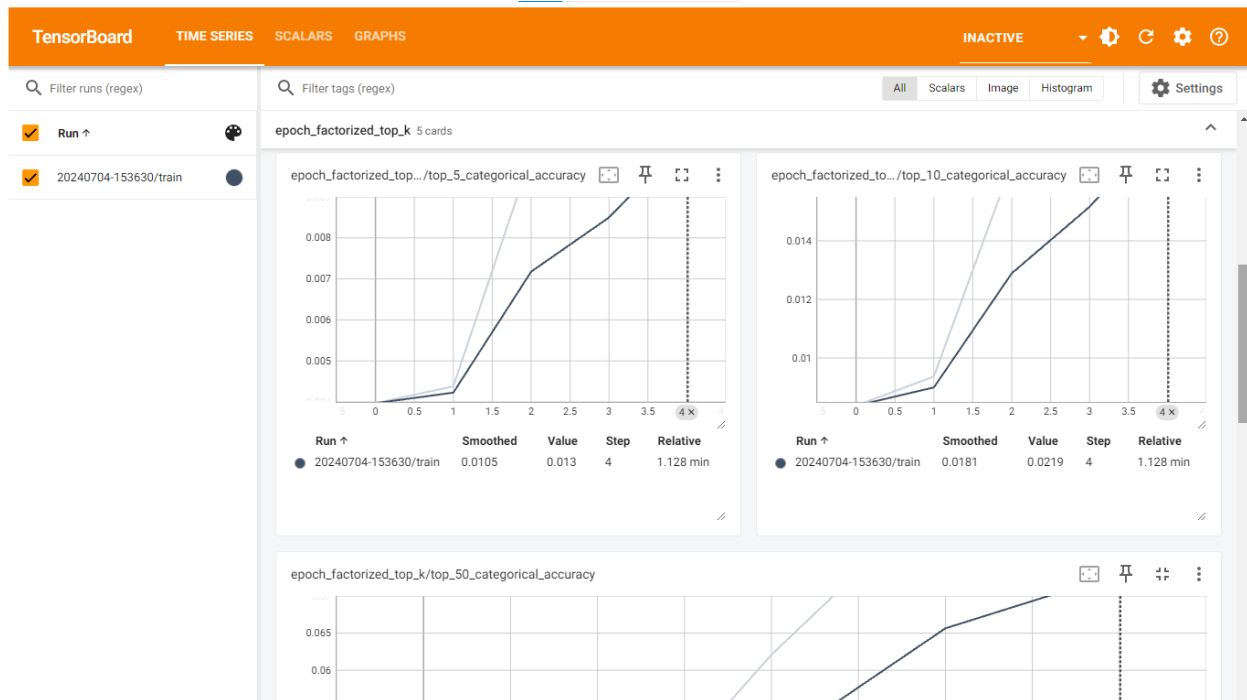 TensorBoard TIME SERIES SCALARS GRAPHS INACTIVE
Filter runs (regex)
Filter tags (regex) All Scalars Image Histogram Settings
Run ↑
20240704-153630/train
epoch_factorized_top_k 5 cards
epoch_factorized_top.../top_5_categorical_accuracy
0.008
0.007
0.006
0.005
0 0.5 1 1.5 2 2.5 3 3.5 4 ×
Run ↑ Smoothed Value Step Relative
20240704-153630/train 0.0105 0.013 4 1.128 min
epoch_factorized_to.../top_10_categorical_accuracy
0.014
0.012
0.01
0 0.5 1 1.5 2 2.5 3 3.5 4 ×
Run ↑ Smoothed Value Step Relative
20240704-153630/train 0.0181 0.0219 4 1.128 min
epoch_factorized_top_k/top_50_categorical_accuracy
0.065
0.06